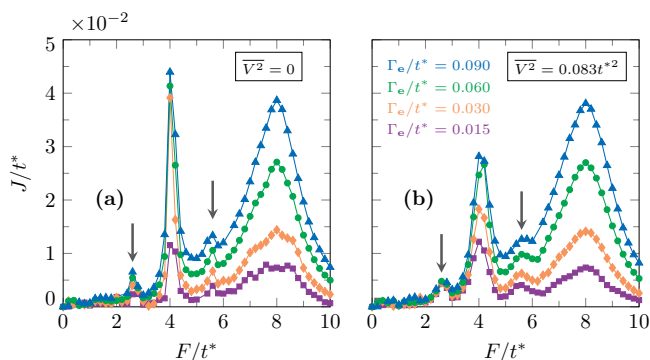 ×10⁻²
5
4
3
2
1
0
J/t*
V̅²̅ = 0
(a)
0 2 4 6 8 10
F/t*
Γₑ/t* = 0.090
Γₑ/t* = 0.060
Γₑ/t* = 0.030
Γₑ/t* = 0.015
V̅²̅ = 0.083t*²
(b)
0 2 4 6 8 10
F/t*